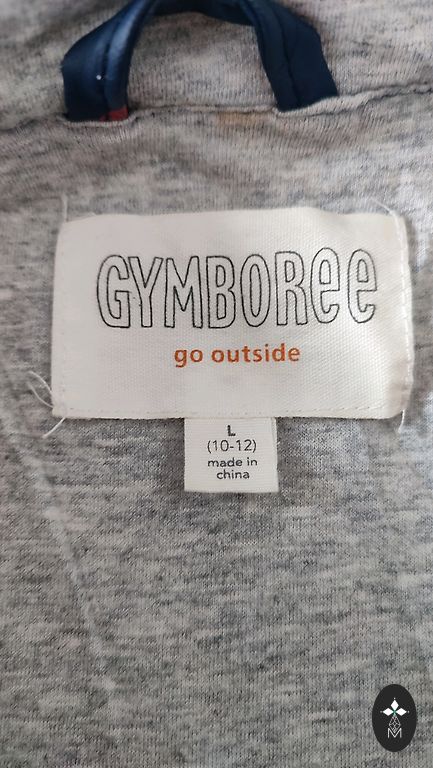 GYMBOREE
go outside
L
(10-12)
made in
china